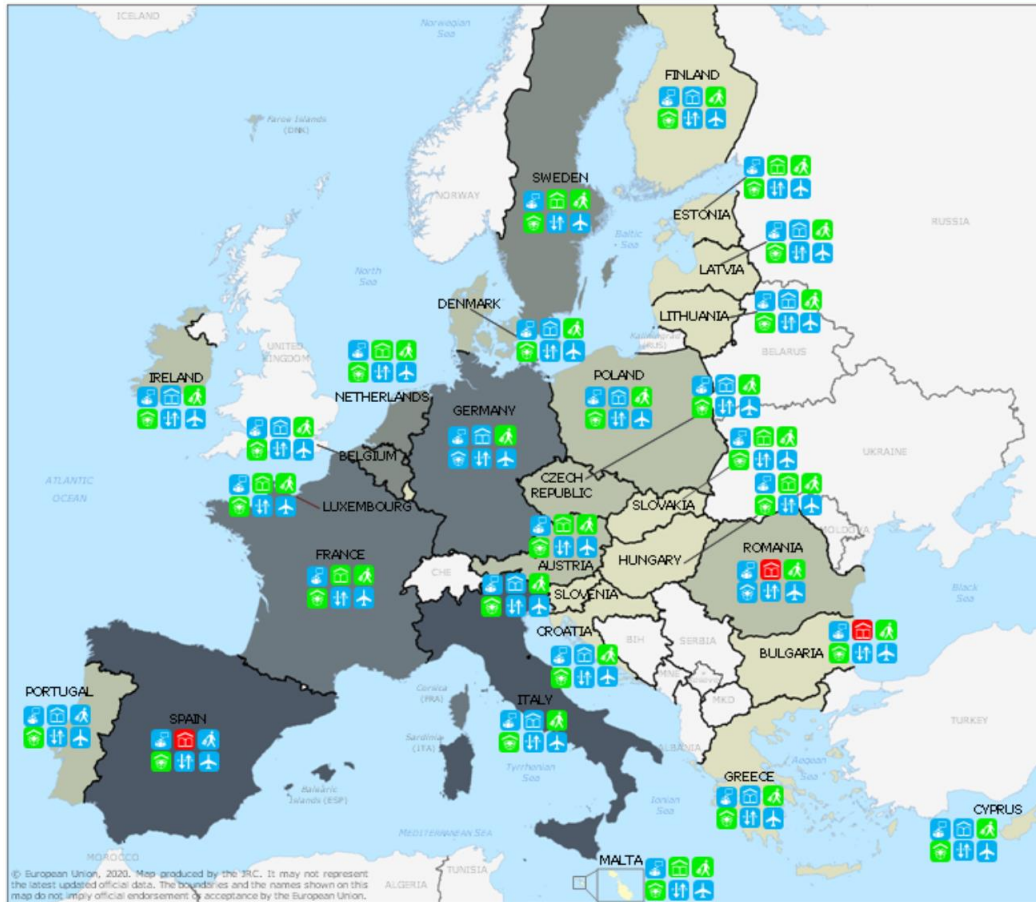 ICELAND
Norwegian
Sea
FINLAND
Faroe Islands
(DNK)
SWEDEN
NORWAY
ESTONIA
RUSSIA
Baltic
Sea
North
Sea
LATVIA
DENMARK
LITHUANIA
Kaliningrad
(RUS)
UNITED
KINGDOM
BELARUS
IRELAND
NETHERLANDS
POLAND
GERMANY
BELGIUM
UKRAINE
ATLANTIC
OCEAN
CZECH
REPUBLIC
LUXEMBOURG
SLOVAKIA
MOLDOVA
FRANCE
HUNGARY
ROMANIA
AUSTRIA
CHE
SLOVENIA
Black
Sea
CROATIA
BIH
SERBIA
BULGARIA
MNE
Kosovo
PORTUGAL
Corsica
(FRA)
ITALY
MKD
SPAIN
TURKEY
Sardinia
(ITA)
ALBANIA
Aegean
Sea
Tyrrhenian
Sea
Balearic
Islands (ESP)
GREECE
Ionian
Sea
CYPRUS
MEDITERRANEAN SEA
MOROCCO
MALTA
TUNISIA
ALGERIA
© European Union, 2020. Map produced by the JRC. It may not represent
the latest updated official data. The boundaries and the names shown on this
map do not imply official endorsement or acceptance by the European Union.